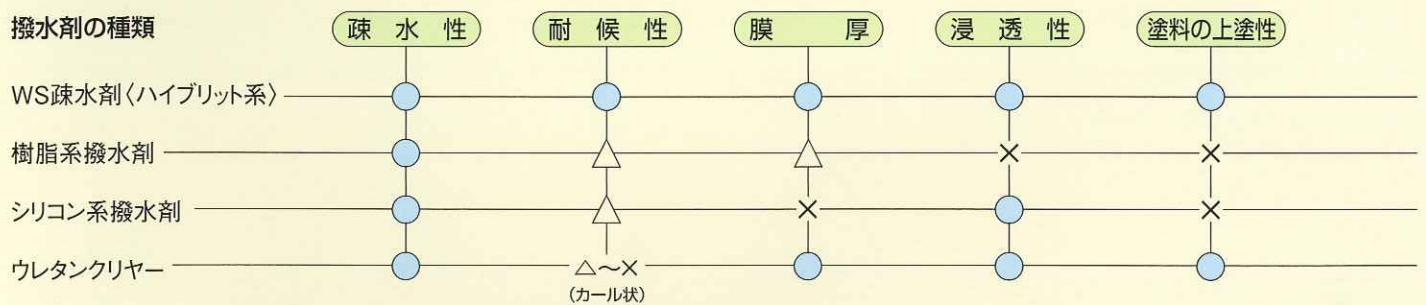 撥水剤の種類 疎水性 耐候性 膜厚 浸透性 塗料の上塗性
WS疎水剤〈ハイブリット系〉
樹脂系撥水剤 △ △ × ×
シリコン系撥水剤 △ × ×
ウレタンクリヤー △〜×
(カール状)